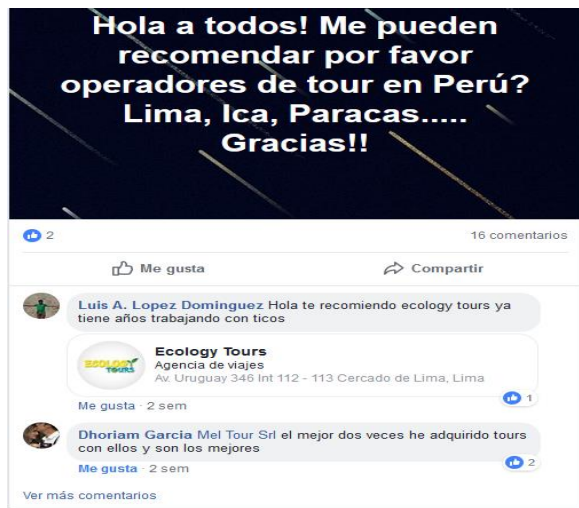 Hola a todos! Me pueden
recomendar por favor
operadores de tour en Perú?
Lima, Ica, Paracas.....
Gracias!!
2
16 comentarios
Me gusta
Compartir
Luis A. Lopez Dominguez Hola te recomiendo ecology tours ya
tiene años trabajando con ticos
ECOLOGY
TOURS
Ecology Tours
Agencia de viajes
Av. Uruguay 346 Int 112 - 113 Cercado de Lima, Lima
1
Me gusta · 2 sem
Dhoriam Garcia Mel Tour Srl el mejor dos veces he adquirido tours
con ellos y son los mejores
2
Me gusta · 2 sem
Ver más comentarios